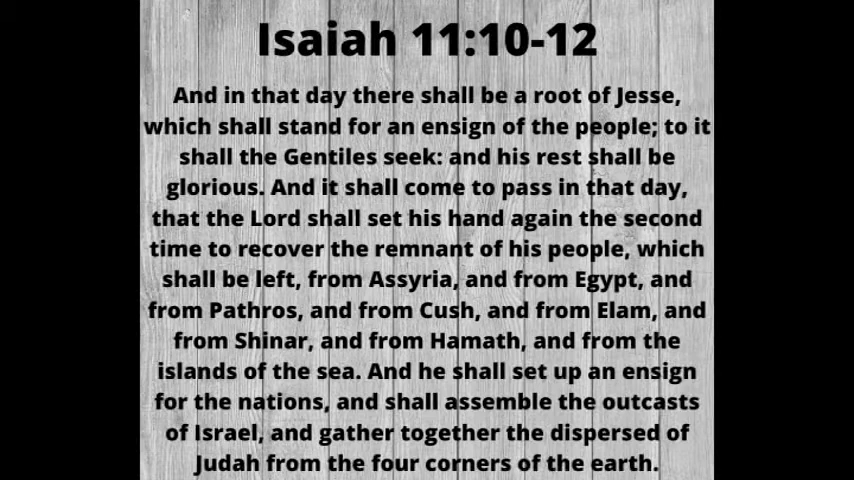 Isaiah 11:10-12
And in that day there shall be a root of Jesse,
which shall stand for an ensign of the people; to it
shall the Gentiles seek: and his rest shall be
glorious. And it shall come to pass in that day,
that the Lord shall set his hand again the second
time to recover the remnant of his people, which
shall be left, from Assyria, and from Egypt, and
from Pathros, and from Cush, and from Elam, and
from Shinar, and from Hamath, and from the
islands of the sea. And he shall set up an ensign
for the nations, and shall assemble the outcasts
of Israel, and gather together the dispersed of
Judah from the four corners of the earth.